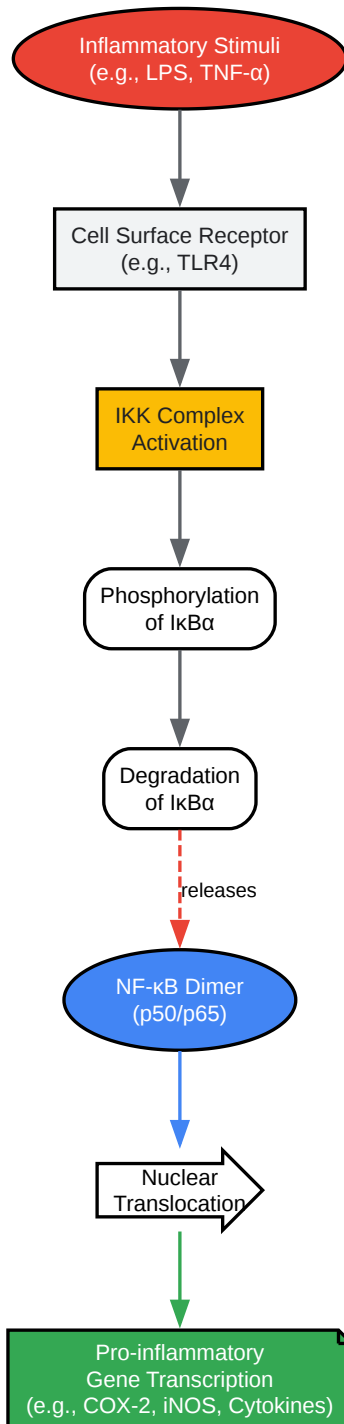 Inflammatory Stimuli
(e.g., LPS, TNF-α)
Cell Surface Receptor
(e.g., TLR4)
IKK Complex
Activation
Phosphorylation
of IκBα
Degradation
of IκBα
releases
NF-κB Dimer
(p50/p65)
Nuclear
Translocation
Pro-inflammatory
Gene Transcription
(e.g., COX-2, iNOS, Cytokines)